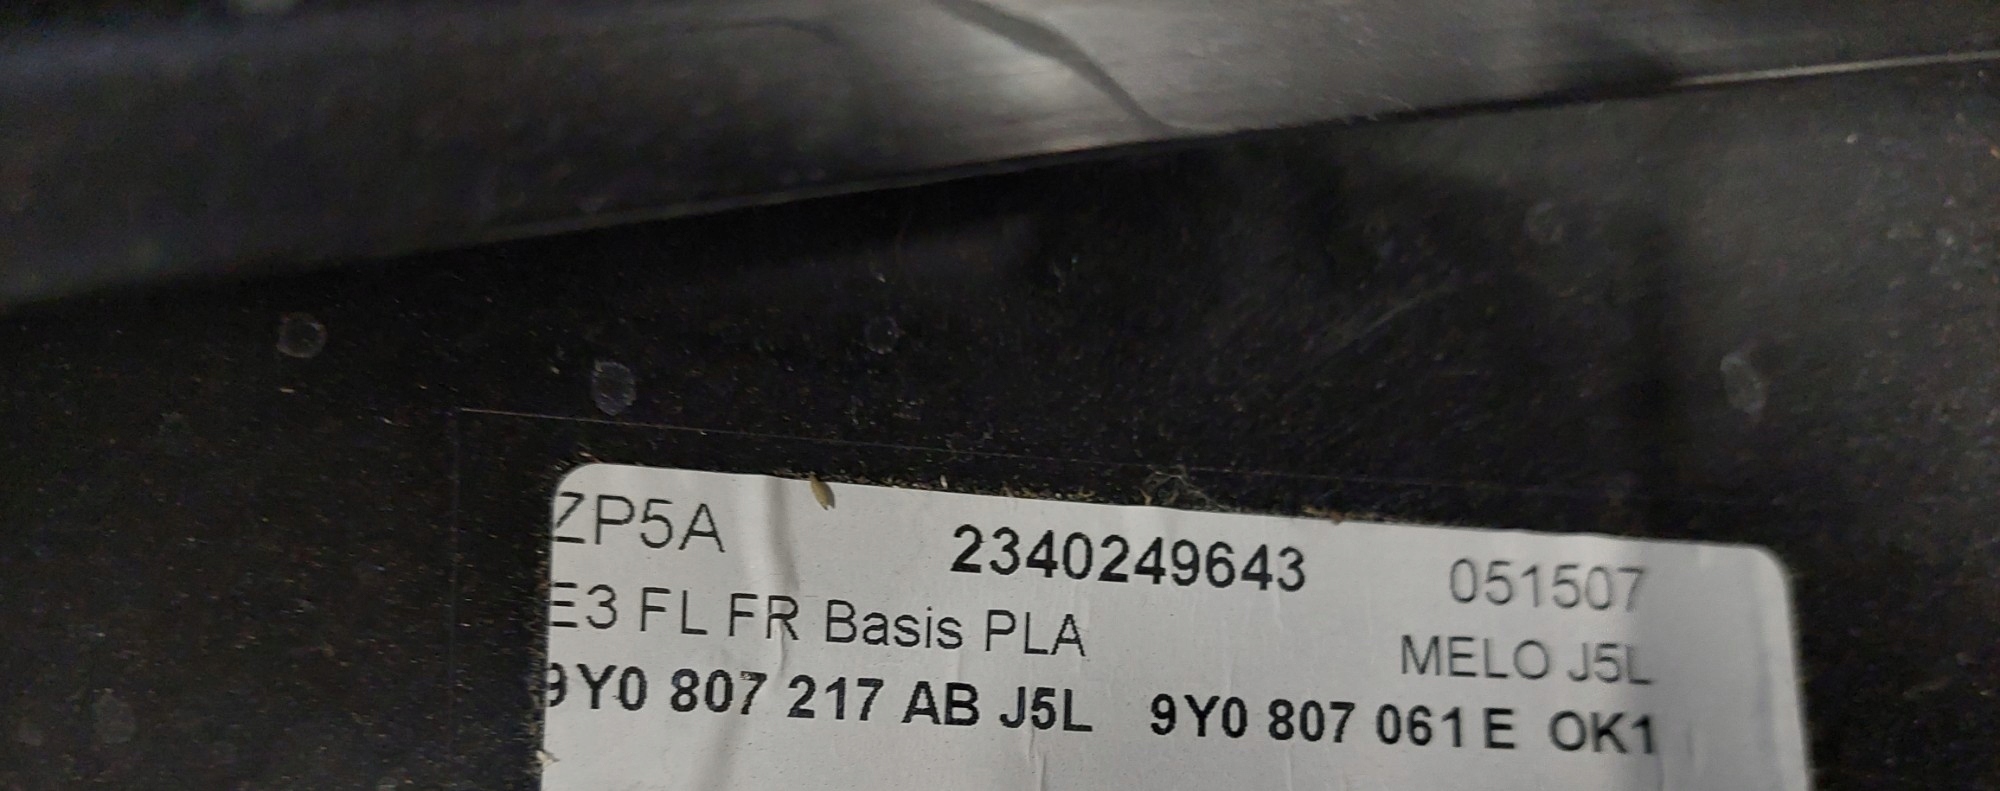 ZP5A 2340249643 051507
E3 FL FR Basis PLA MELO J5L
9Y0 807 217 AB J5L 9Y0 807 061 E OK1